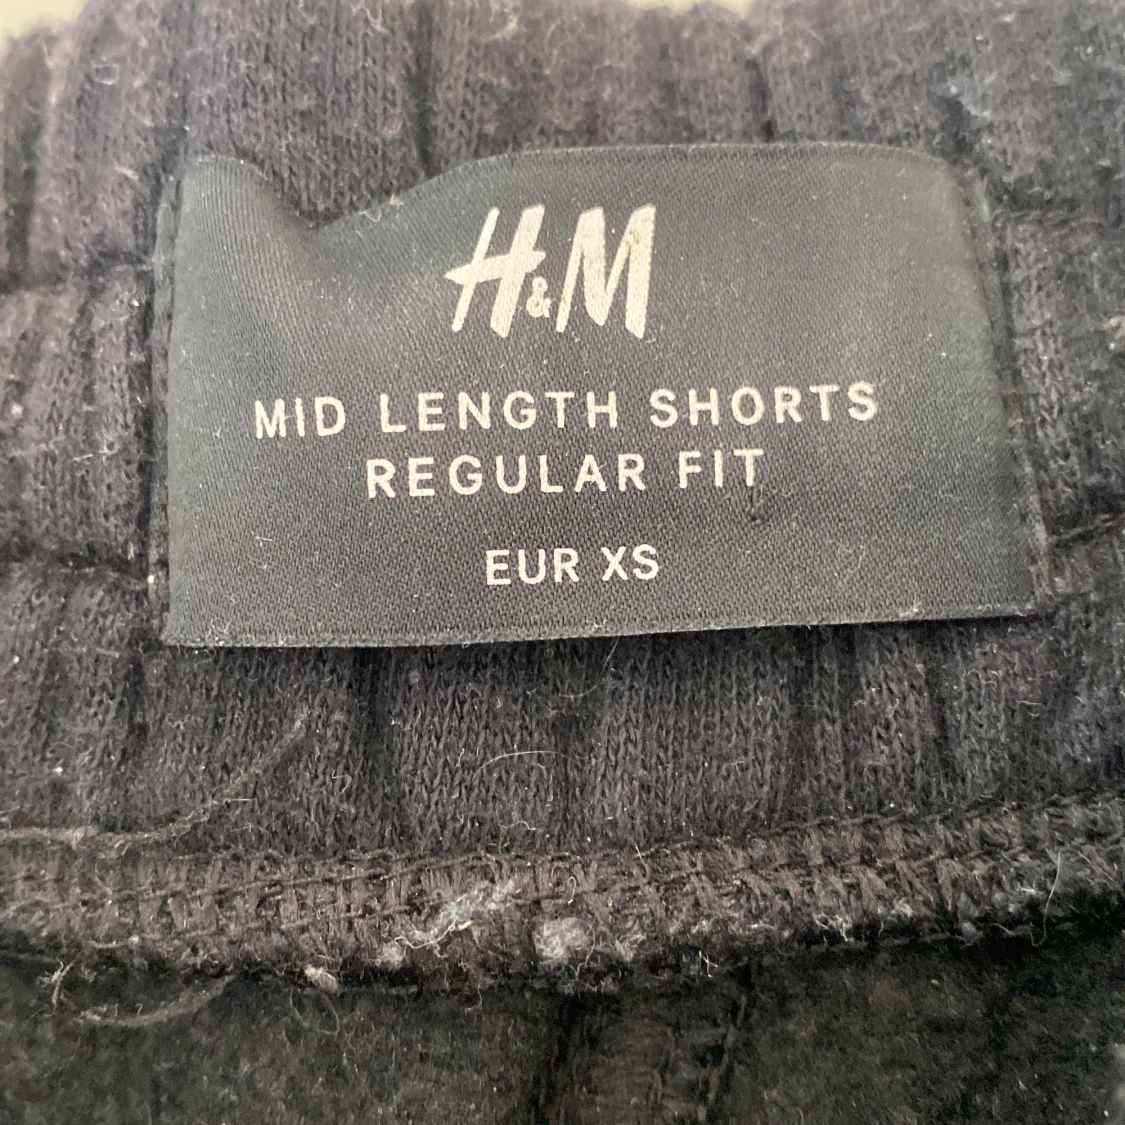 H&M
MID LENGTH SHORTS
REGULAR FIT
EUR XS